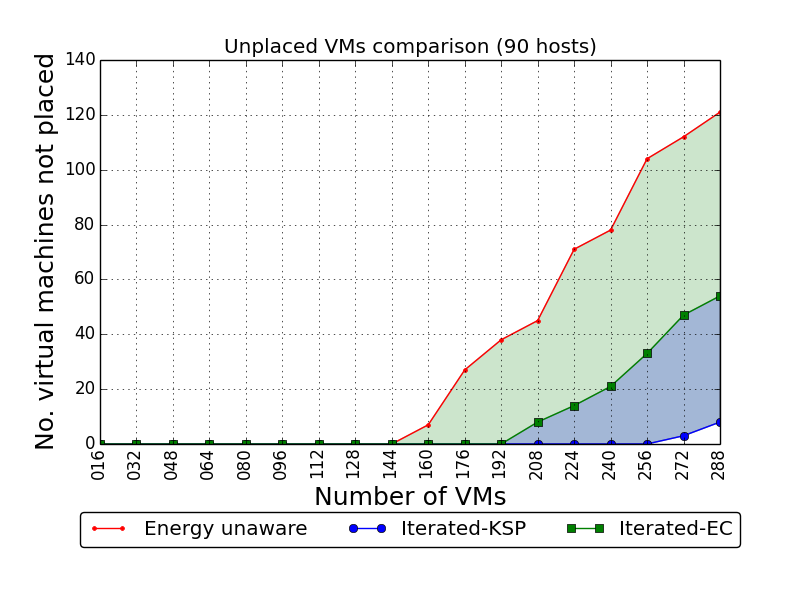 Unplaced VMs comparison (90 hosts)
No. virtual machines not placed
140
120
100
80
60
40
20
0
016 032 048 064 080 096 112 128 144 160 176 192 208 224 240 256 272 288
Number of VMs
Energy unaware Iterated-KSP Iterated-EC